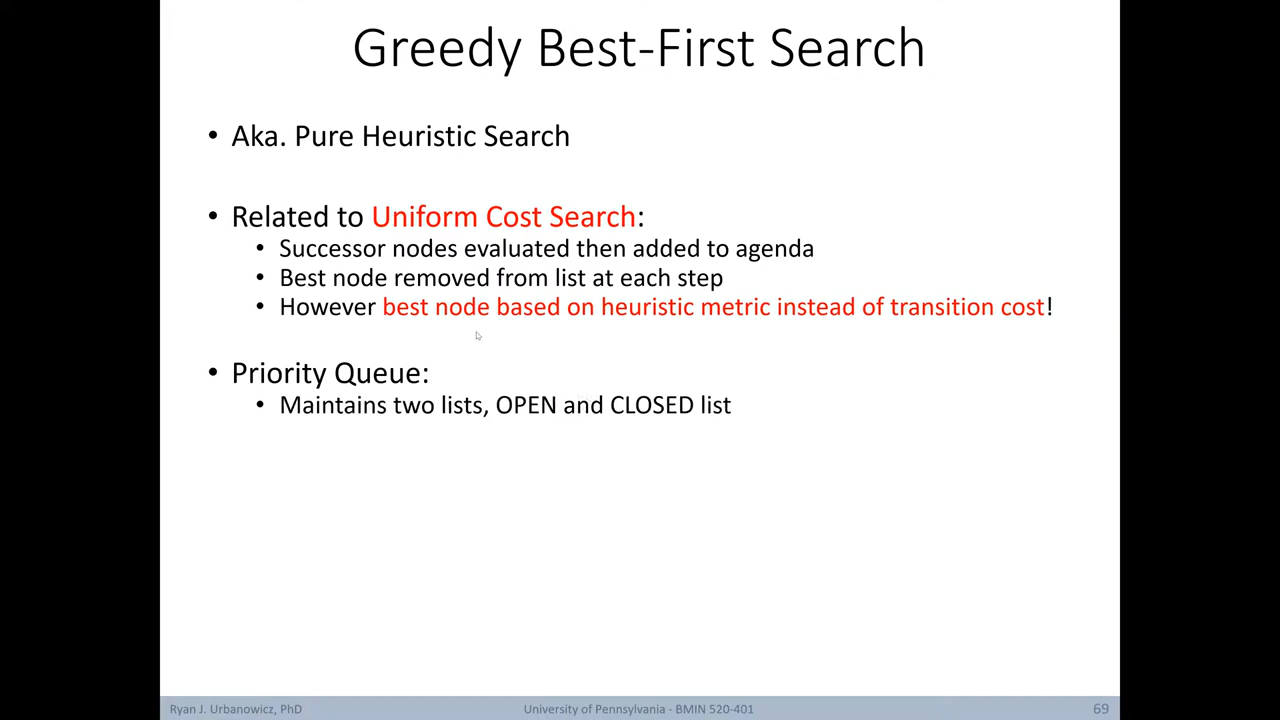 Greedy Best-First Search
• Aka. Pure Heuristic Search
• Related to Uniform Cost Search:
• Successor nodes evaluated then added to agenda
• Best node removed from list at each step
• However best node based on heuristic metric instead of transition cost!
• Priority Queue:
• Maintains two lists, OPEN and CLOSED list
Ryan J. Urbanowicz, PhD
University of Pennsylvania - BMIN 520-401
69